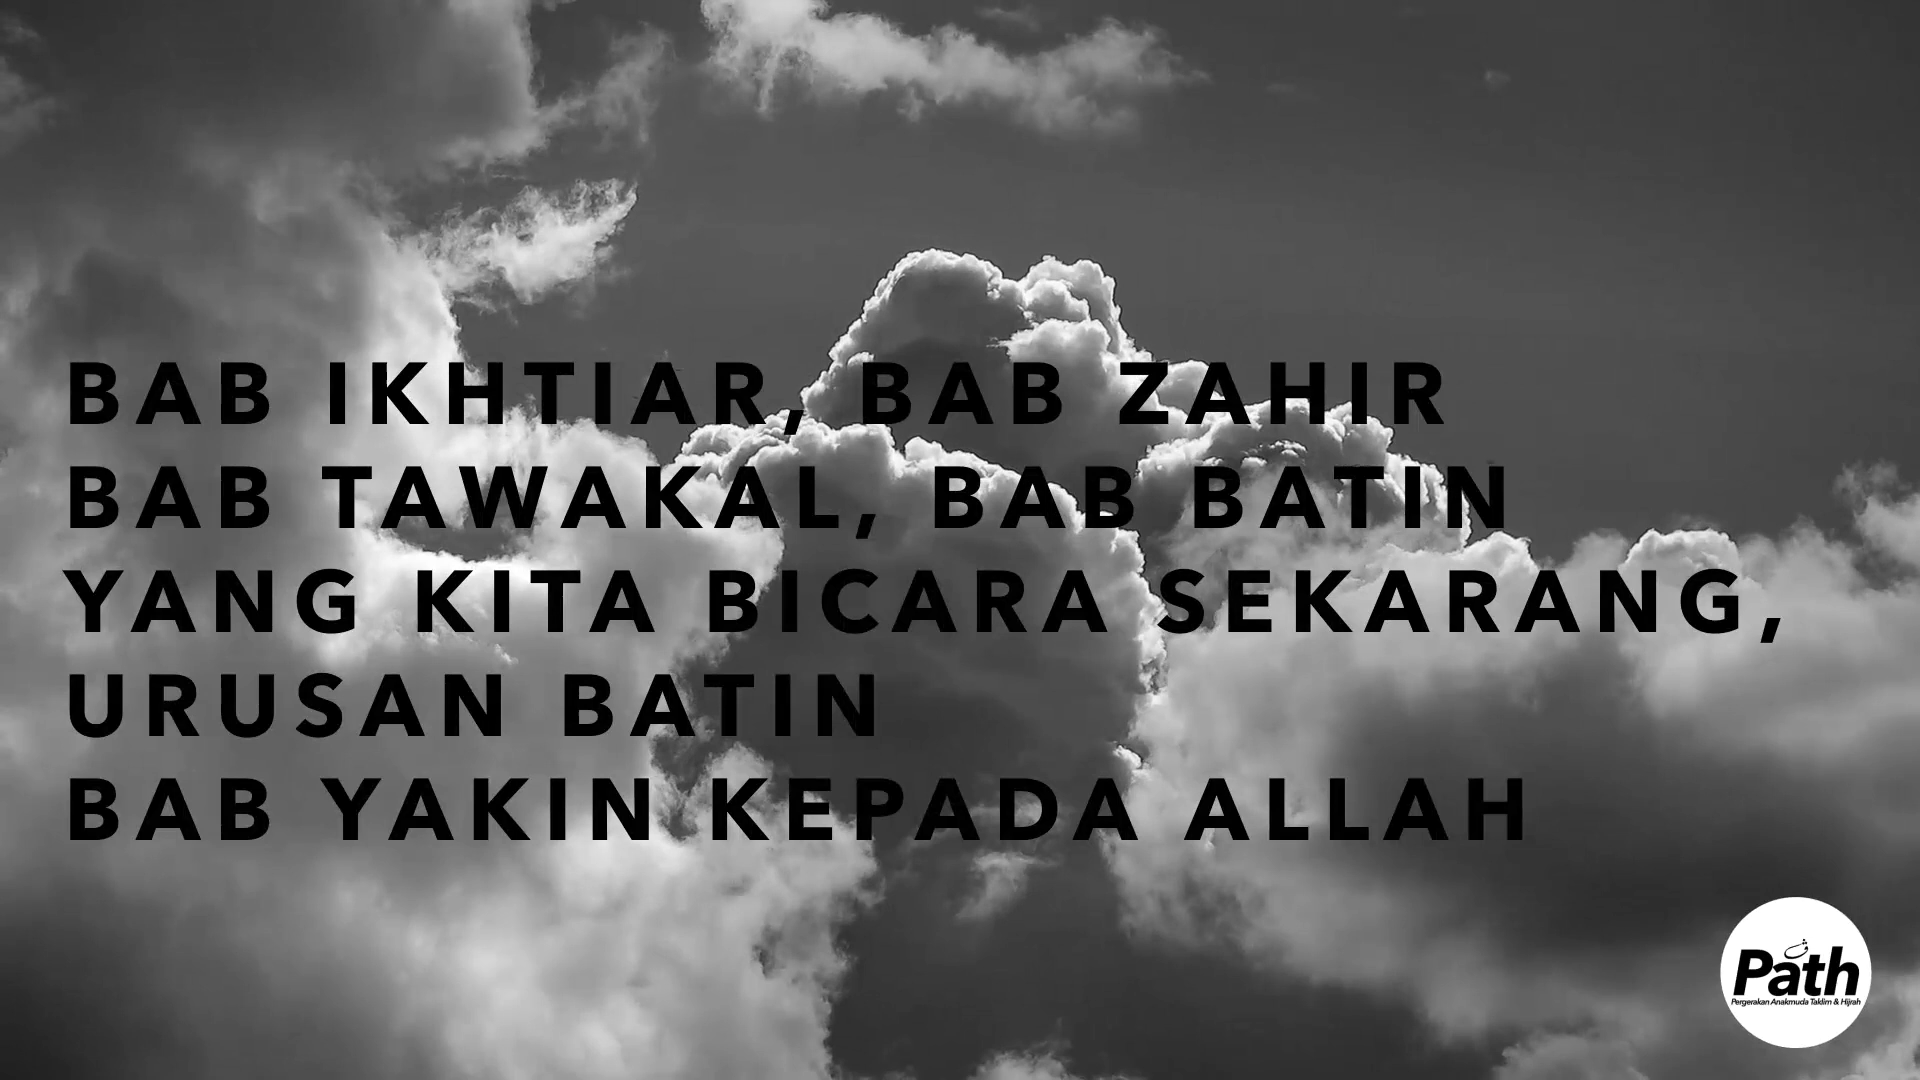 BAB IKHTIAR, BAB ZAHIR
BAB TAWAKAL, BAB BATIN
YANG KITA BICARA SEKARANG,
URUSAN BATIN
BAB YAKIN KEPADA ALLAH
Path
Pergerakan Anakmuda Taklim & Hijrah